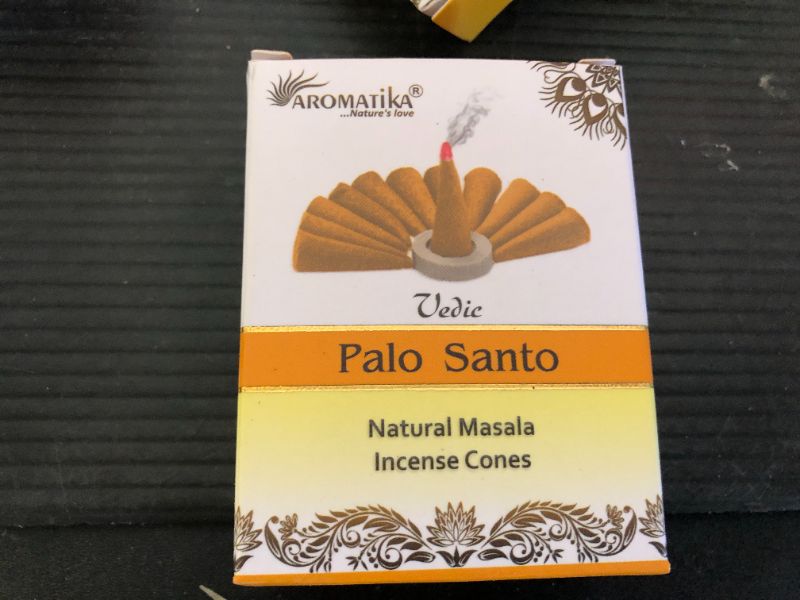 AROMATIKA®
...Nature's love
Vedic
Palo Santo
Natural Masala
Incense Cones